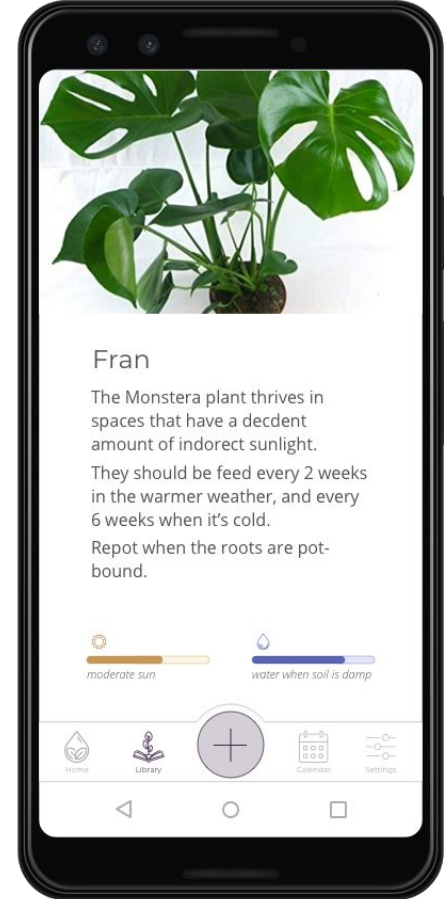 Fran
The Monstera plant thrives in
spaces that have a decdent
amount of indorect sunlight.
They should be feed every 2 weeks
in the warmer weather, and every
6 weeks when it's cold.
Repot when the roots are pot-
bound.
moderate sun
water when soil is damp
Home
Library
Calendar
Settings